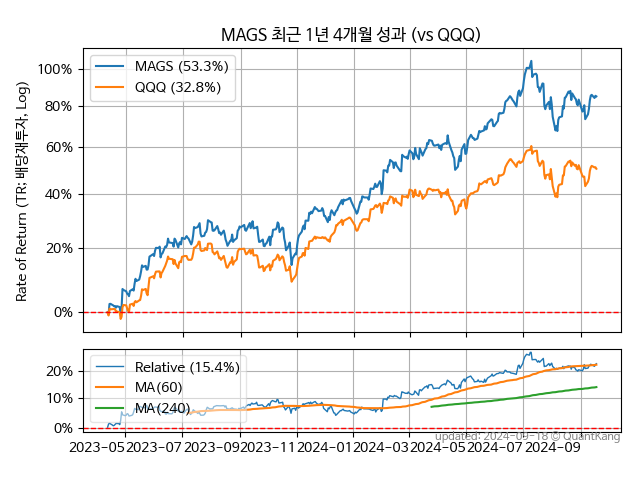 MAGS 최근 1년 4개월 성과 (vs QQQ)
Rate of Return (TR: 배당재투자, Log)
100%
80%
60%
40%
20%
0%
MAGS (53.3%)
QQQ (32.8%)
20%
10%
0%
Relative (15.4%)
MA(60)
MA(240)
2023-05 2023-07 2023-09 2023-11 2024-01 2024-03 2024-05 2024-07 2024-09
updated: 2024-09-18 © QuantKang